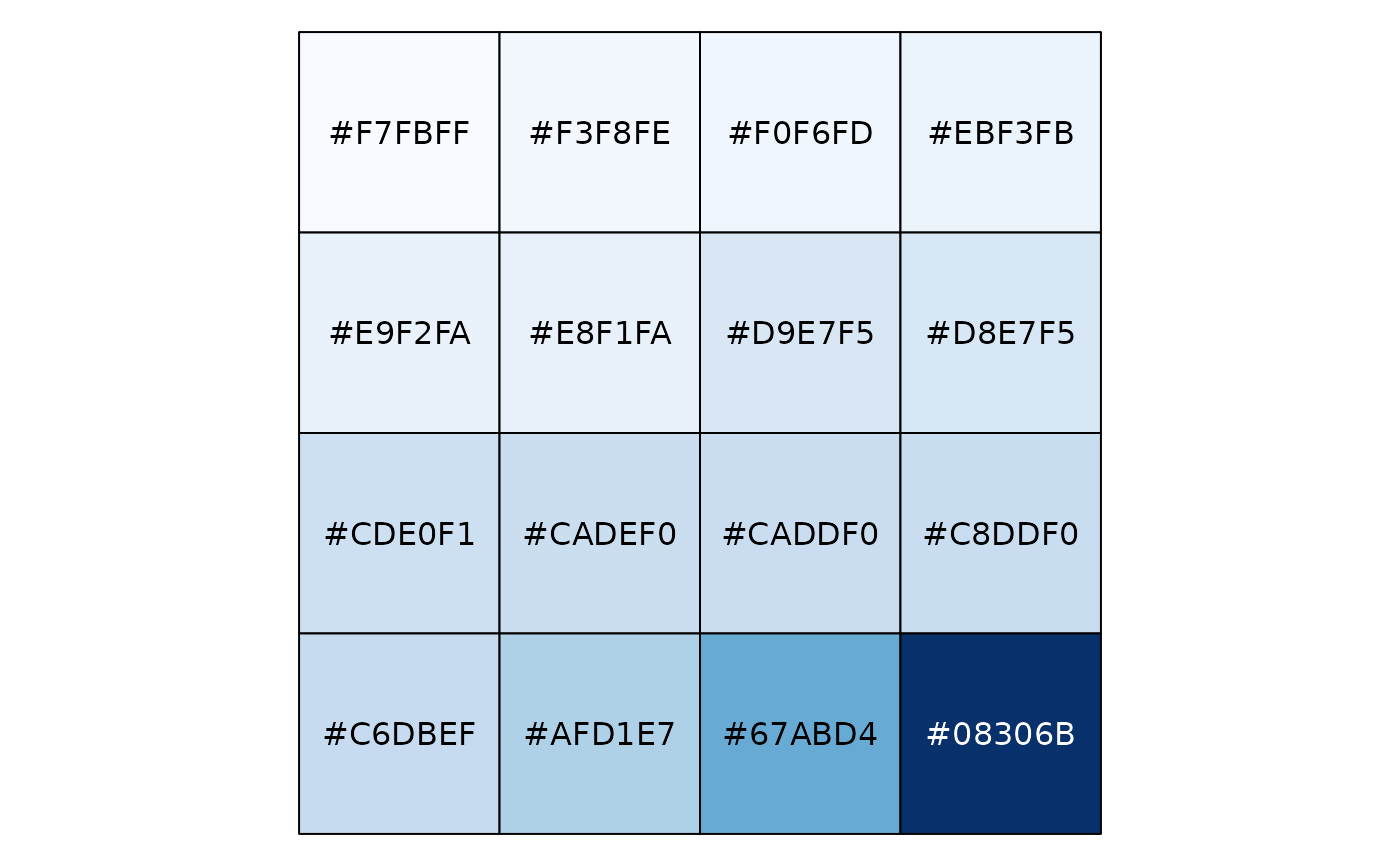 #F7FBFF #F3F8FE #F0F6FD #EBF3FB
#E9F2FA #E8F1FA #D9E7F5 #D8E7F5
#CDE0F1 #CADEF0 #CADDF0 #C8DDF0
#C6DBEF #AFD1E7 #67ABD4 #08306B